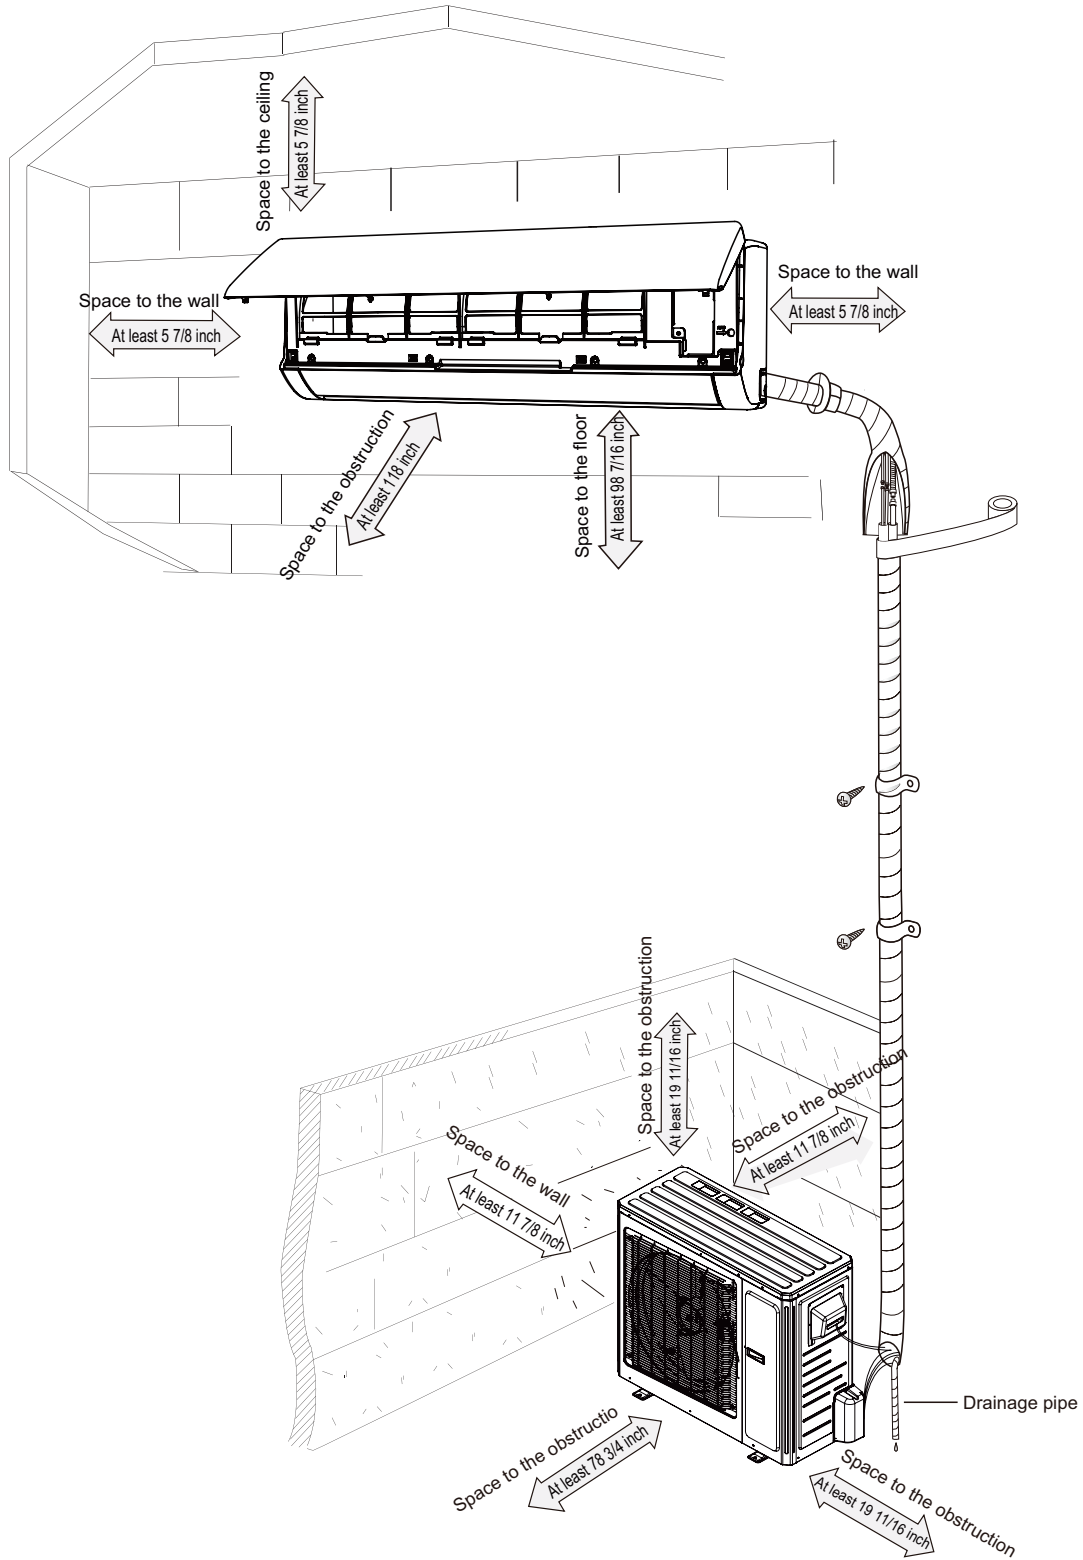 Space to the ceiling
At least 5 7/8 inch
Space to the wall
At least 5 7/8 inch
Space to the wall
At least 5 7/8 inch
Space to the obstruction
At least 118 inch
Space to the floor
At least 98 7/16 inch
Space to the obstruction
At least 19 11/16 inch
Space to the obstruction
At least 11 7/8 inch
Space to the wall
At least 11 7/8 inch
Drainage pipe
Space to the obstructio
At least 78 3/4 inch
Space to the obstruction
At least 19 11/16 inch